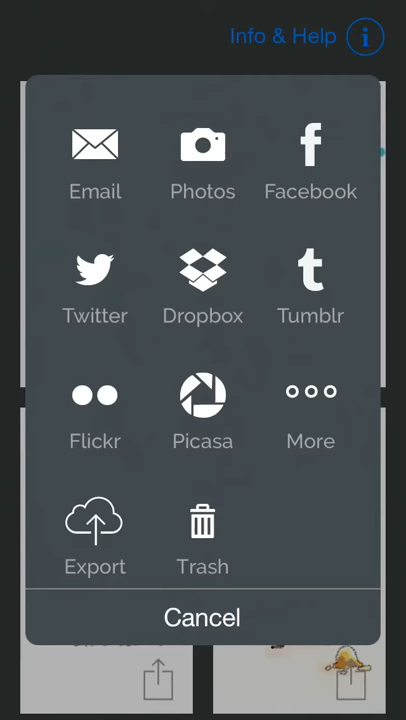 Info & Help
Email
Photos
Facebook
Twitter
Dropbox
Tumblr
Flickr
Picasa
More
Export
Trash
Cancel